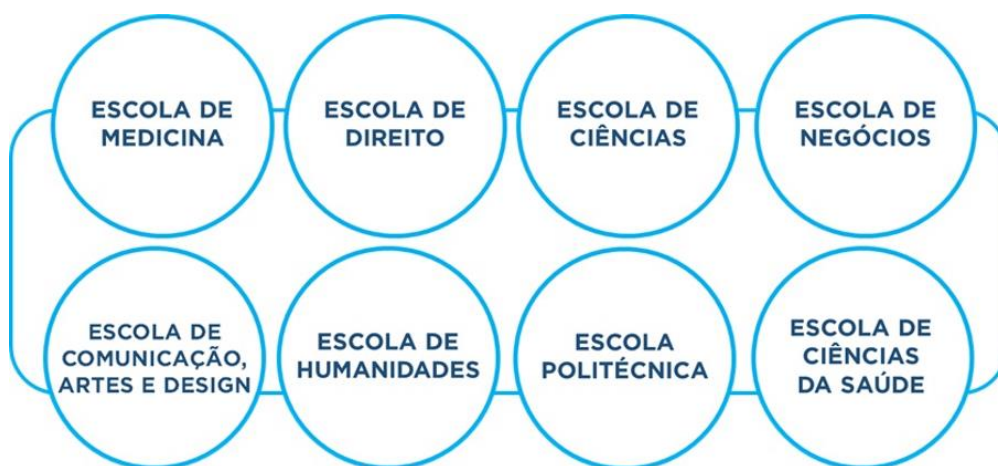 ESCOLA DE
MEDICINA
ESCOLA DE
DIREITO
ESCOLA DE
CIÊNCIAS
ESCOLA DE
NEGÓCIOS
ESCOLA DE
COMUNICAÇÃO,
ARTES E DESIGN
ESCOLA DE
HUMANIDADES
ESCOLA
POLITÉCNICA
ESCOLA DE
CIÊNCIAS
DA SAÚDE